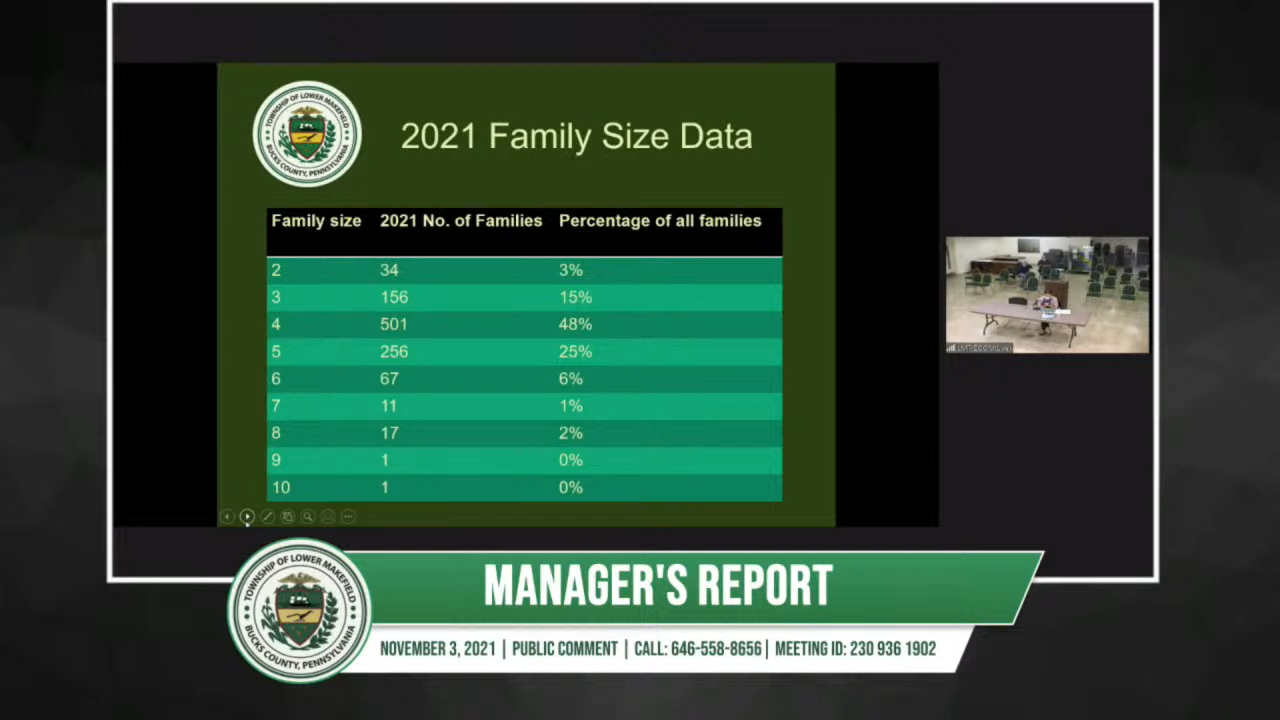 TOWNSHIP OF LOWER MAKEFIELD
BUCKS COUNTY, PENNSYLVANIA
2021 Family Size Data
Family size 2021 No. of Families Percentage of all families
2 34 3%
3 156 15%
4 501 48%
5 256 25%
6 67 6%
7 11 1%
8 17 2%
9 1 0%
10 1 0%
TOWNSHIP OF LOWER MAKEFIELD
BUCKS COUNTY, PENNSYLVANIA
MANAGER'S REPORT
NOVEMBER 3, 2021 | PUBLIC COMMENT | CALL: 646-558-8656 | MEETING ID: 230 936 1902